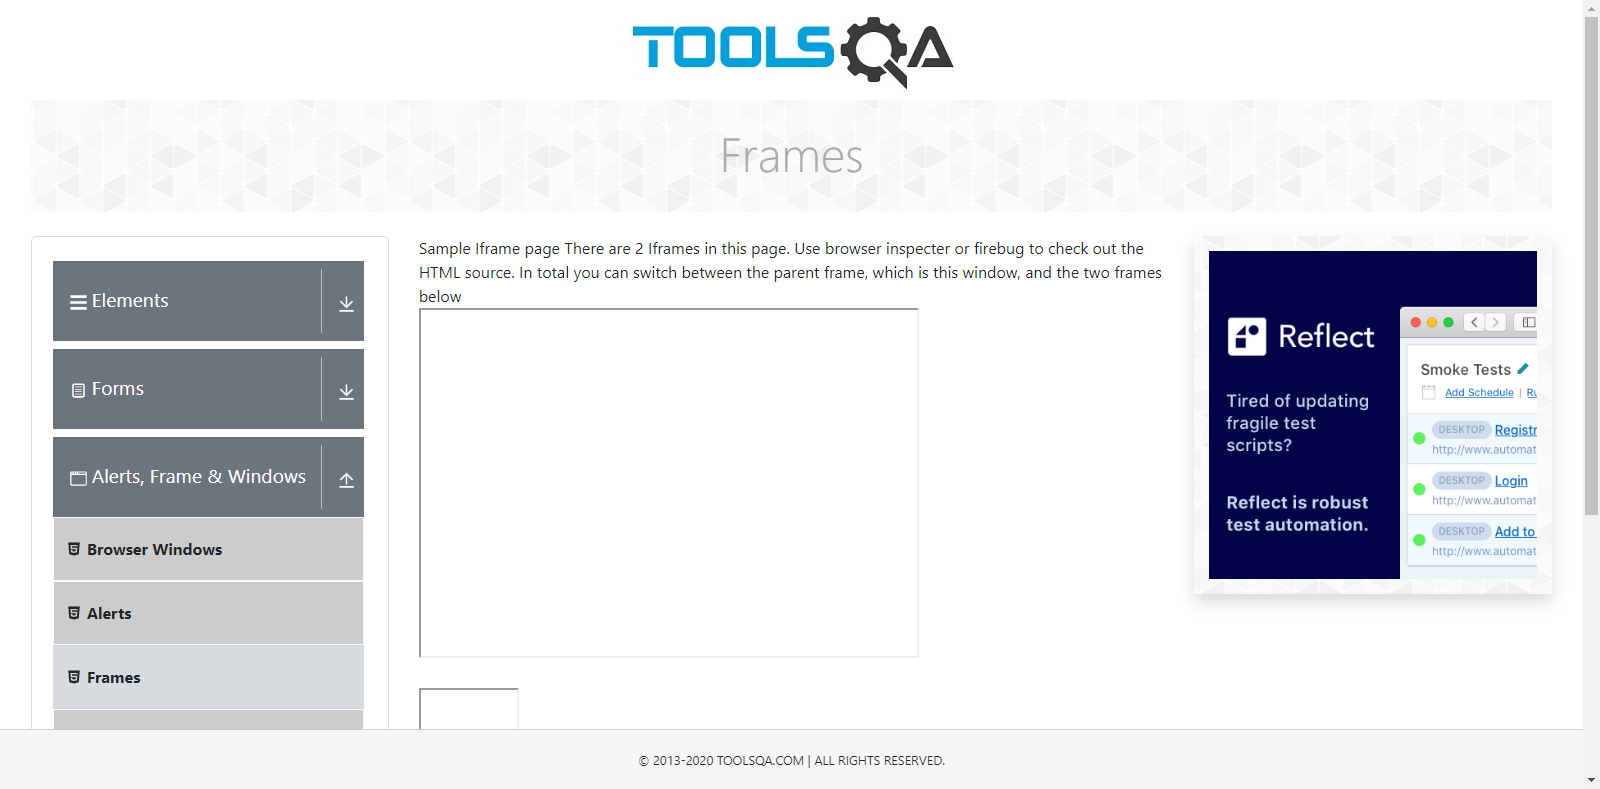 TOOLSQA
Frames
Elements
Forms
Alerts, Frame & Windows
Browser Windows
Alerts
Frames
Sample Iframe page There are 2 Iframes in this page. Use browser inspecter or firebug to check out the
HTML source. In total you can switch between the parent frame, which is this window, and the two frames
below
Reflect
Tired of updating
fragile test
scripts?
Reflect is robust
test automation.
Smoke Tests
Add Schedule | Ru
DESKTOP Registr
http://www.automat
DESKTOP Login
http://www.automat
DESKTOP Add to
http://www.automat
© 2013-2020 TOOLSQA.COM | ALL RIGHTS RESERVED.